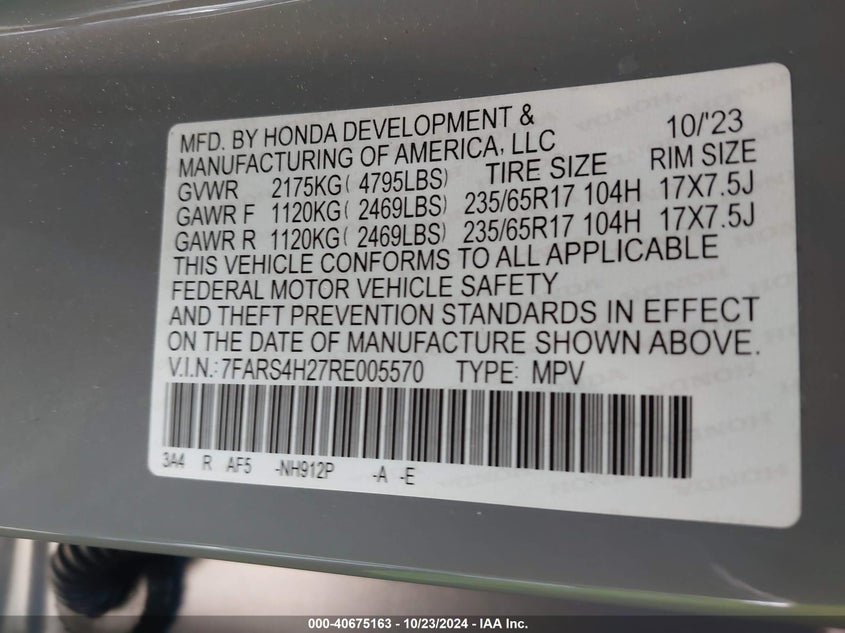 MFD. BY HONDA DEVELOPMENT & 10/'23
MANUFACTURING OF AMERICA, LLC
TIRE SIZE RIM SIZE
GVWR 2175KG( 4795LBS)
GAWR F 1120KG( 2469LBS) 235/65R17 104H 17X7.5J
GAWR R 1120KG( 2469LBS) 235/65R17 104H 17X7.5J
THIS VEHICLE CONFORMS TO ALL APPLICABLE
FEDERAL MOTOR VEHICLE SAFETY
AND THEFT PREVENTION STANDARDS IN EFFECT
ON THE DATE OF MANUFACTURE SHOWN ABOVE.
V.I.N.: 7FARS4H27RE005570 TYPE: MPV
3A4 R AF5 -NH912P -A -E
000-40675163 - 10/23/2024 - IAA Inc.